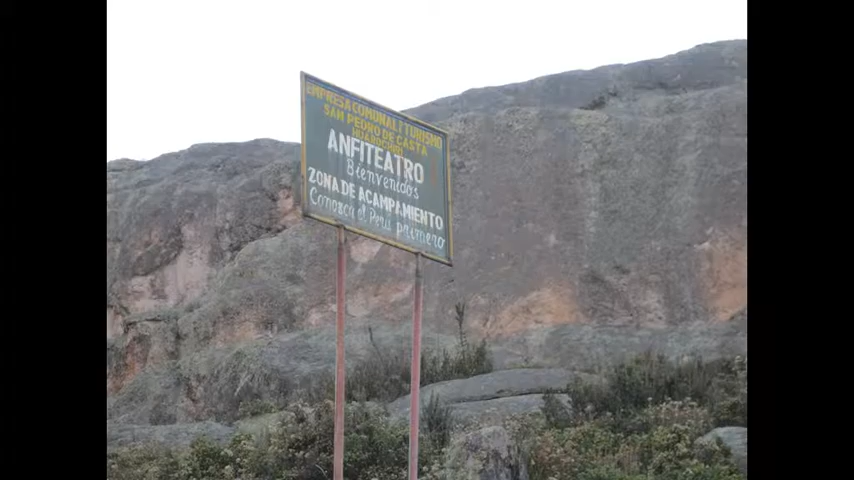 EMPRESA COMUNAL D'TURISMO
SAN PEDRO DE CASTA
HUAROCHIRI
ANFITEATRO
Bienvenidos
ZONA DE ACAMPAMIENTO
Conozca el Perú primero